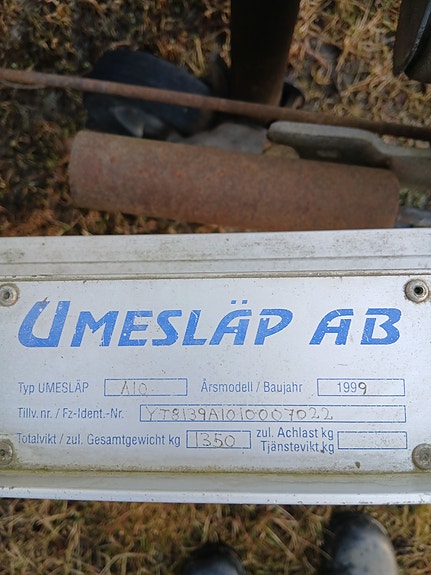 UMESLÄP AB
Typ UMESLÄP A10 Årsmodell / Baujahr 1999
Tillv. nr. / Fz-Ident.-Nr. YT8139A1010007022
Totalvikt / zul. Gesamtgewicht kg 1350 zul. Achlast kg
Tjänstevikt kg